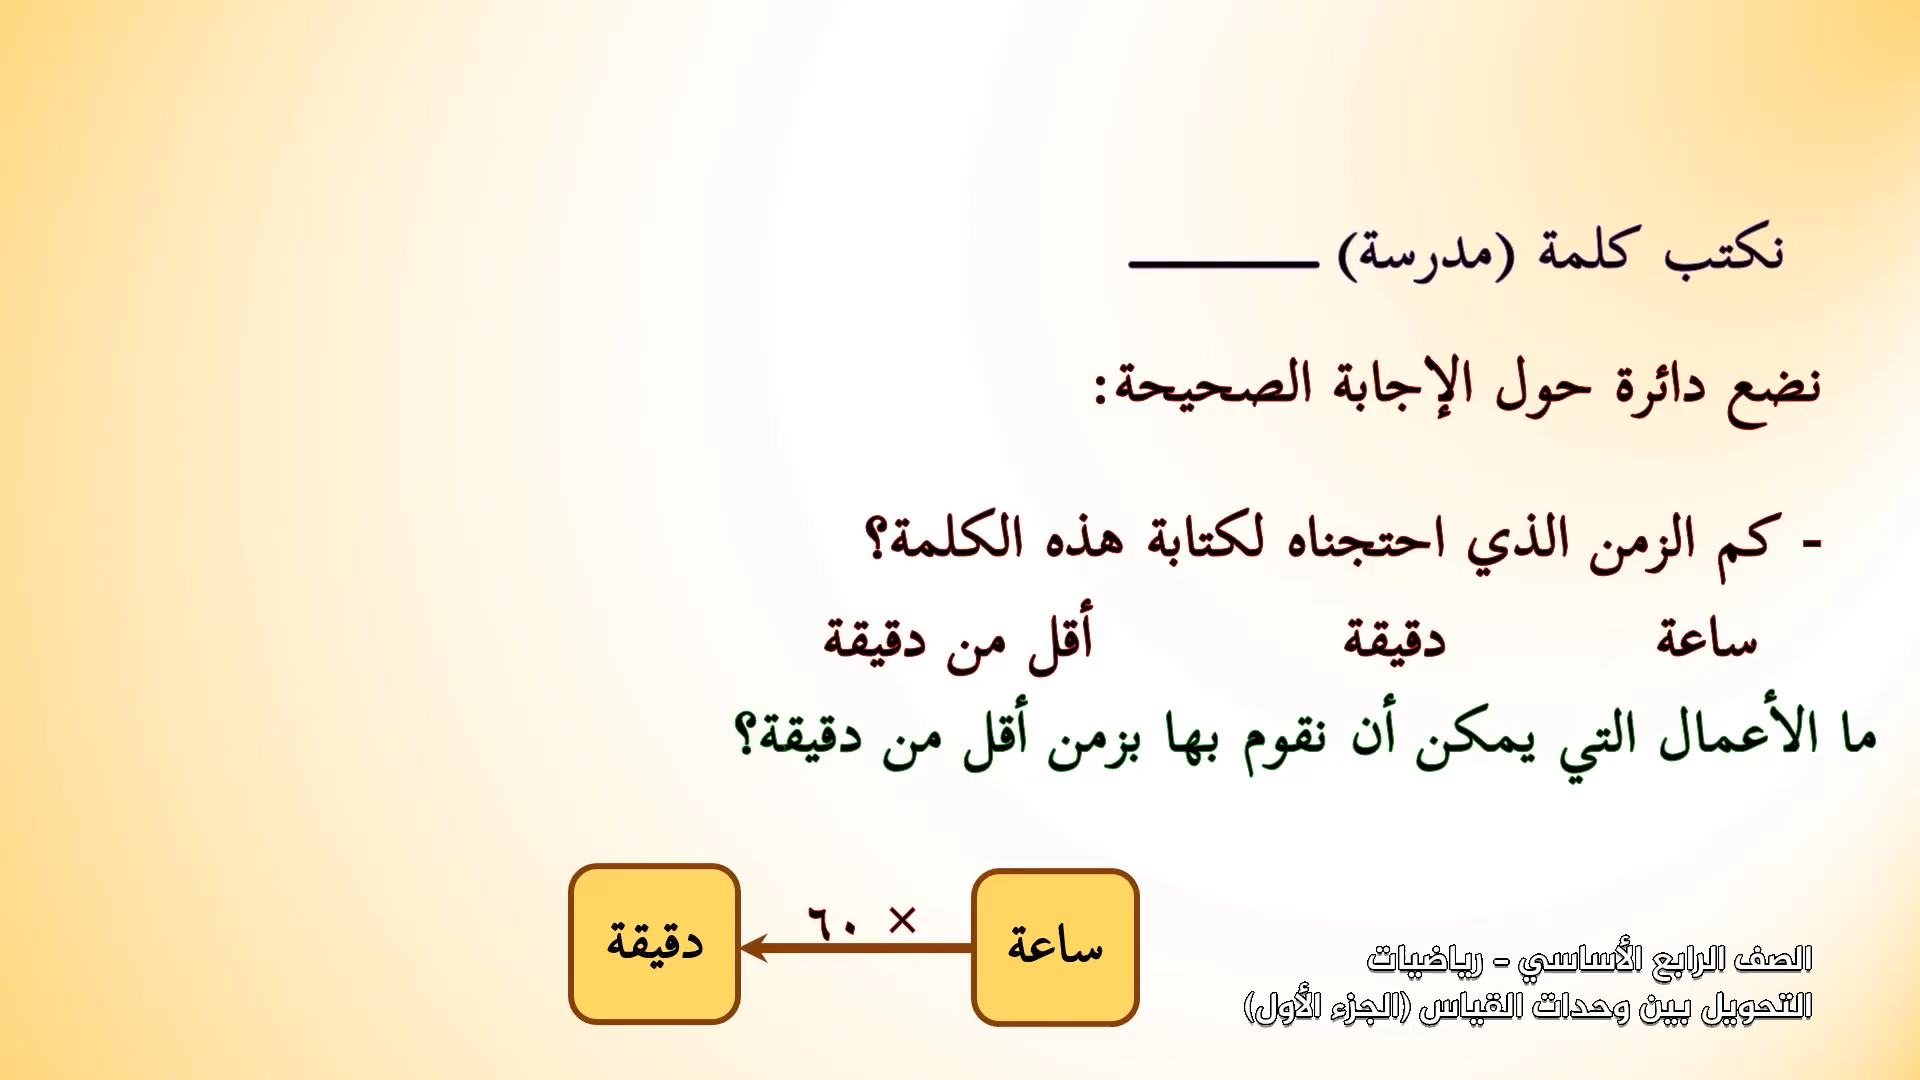 نكتب كلمة (مدرسة) ــــــــــ
نضع دائرة حول الإجابة الصحيحة:
- كم الزمن الذي احتجناه لكتابة هذه الكلمة؟
ساعة دقيقة أقل من دقيقة
ما الأعمال التي يمكن أن نقوم بها بزمن أقل من دقيقة؟
ساعة × ٦٠ دقيقة
الصف الرابع الأساسي - رياضيات
التحويل بين وحدات القياس (الجزء الأول)